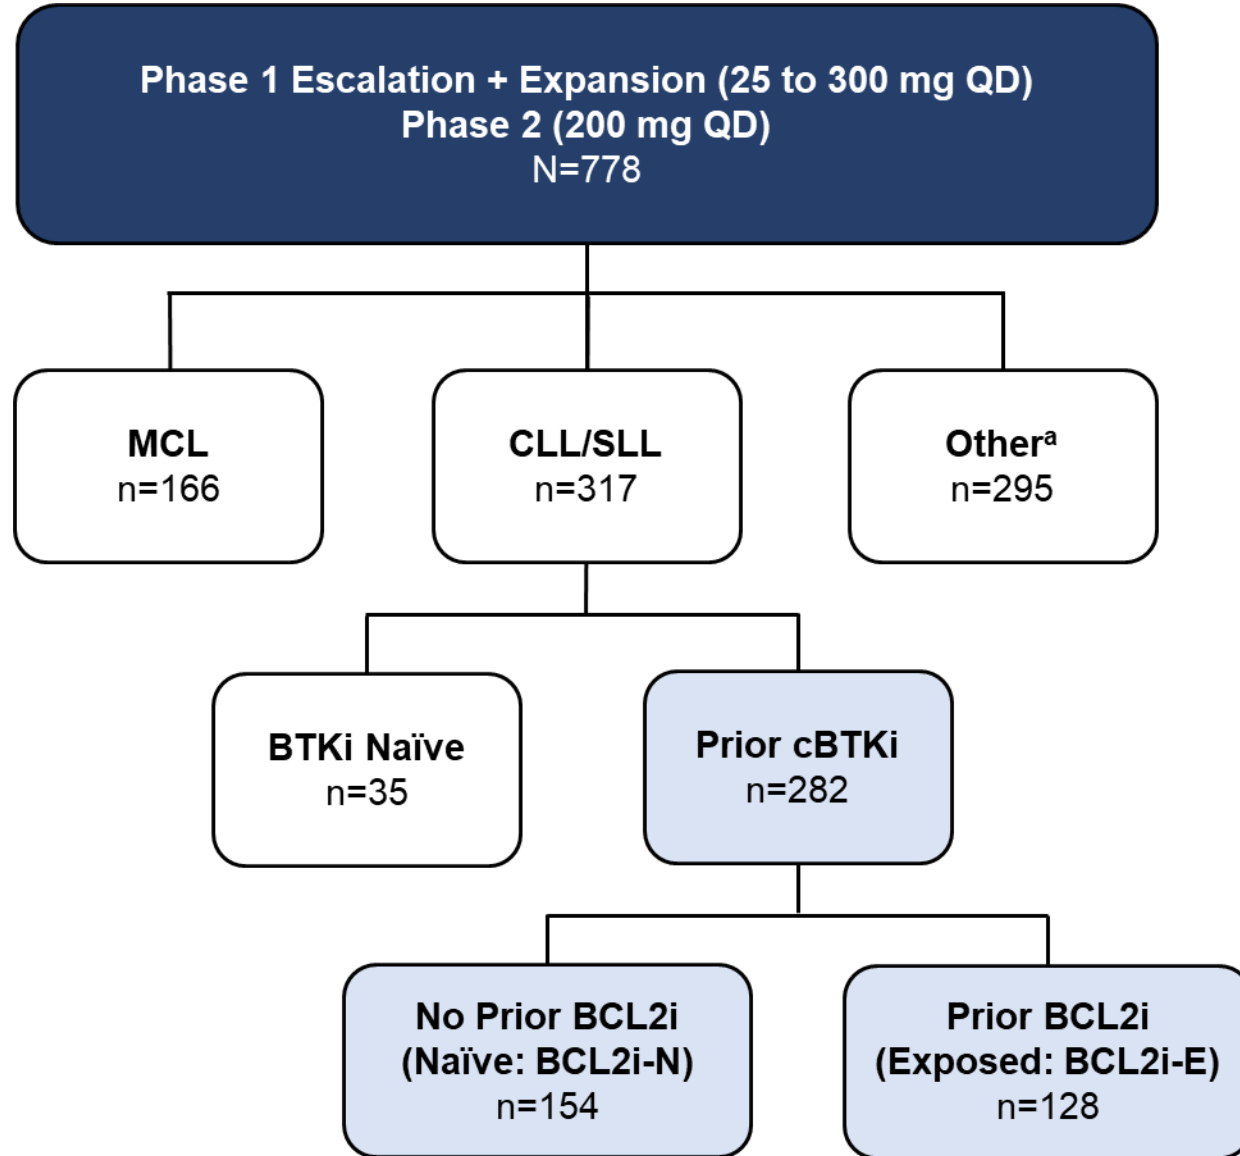 Phase 1 Escalation + Expansion (25 to 300 mg QD)
Phase 2 (200 mg QD)
N=778
MCL
n=166
CLL/SLL
n=317
Otherᵃ
n=295
BTKi Naïve
n=35
Prior cBTKi
n=282
No Prior BCL2i
(Naïve: BCL2i-N)
n=154
Prior BCL2i
(Exposed: BCL2i-E)
n=128